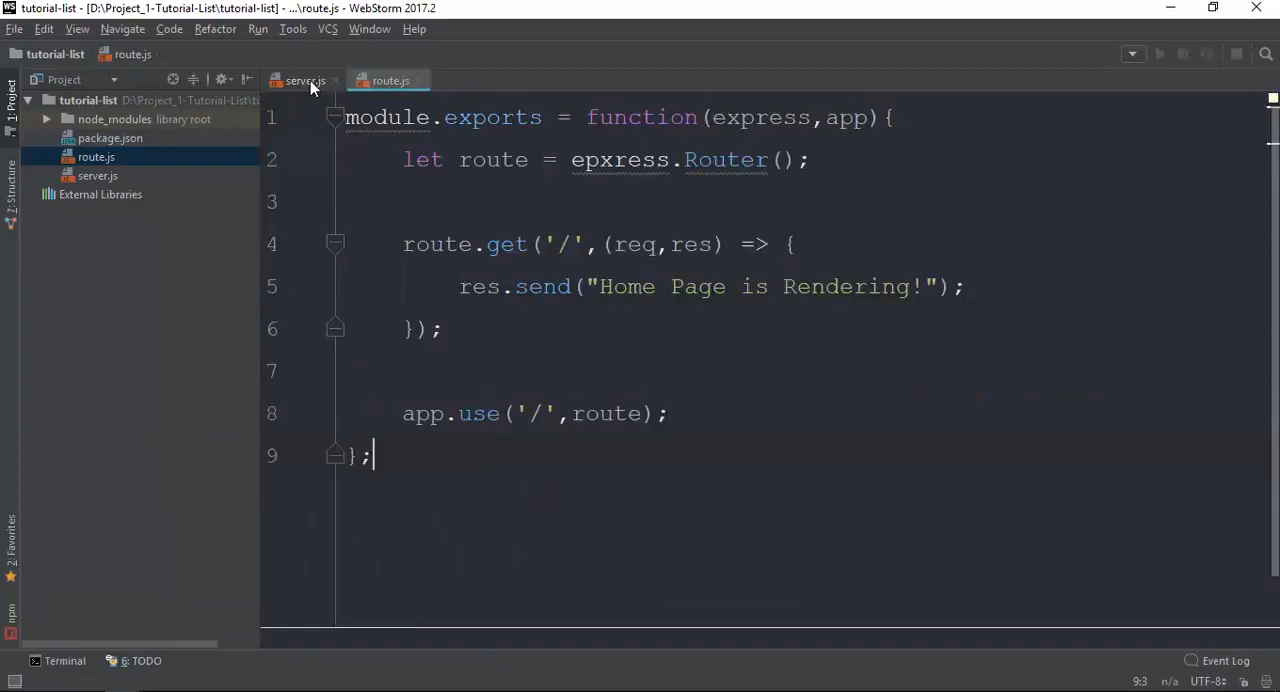 WS tutorial-list - [D:\Project_1-Tutorial-List\tutorial-list] - ...\route.js - WebStorm 2017.2
File Edit View Navigate Code Refactor Run Tools VCS Window Help
tutorial-list route.js
1: Project
7: Structure
2: Favorites
npm
Project
tutorial-list D:\Project_1-Tutorial-List\tu
node_modules library root
package.json
route.js
server.js
External Libraries
server.js route.js
1 module.exports = function(express,app){
2 let route = epxress.Router();
3
4 route.get('/',(req,res) => {
5 res.send("Home Page is Rendering!");
6 });
7
8 app.use('/',route);
9 };
Terminal 6: TODO Event Log
9:3 n/a UTF-8